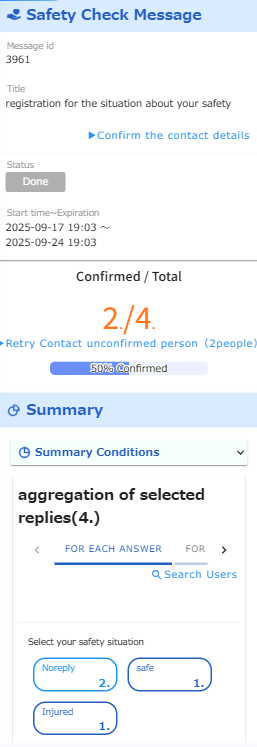 Safety Check Message
Message id
3961
Title
registration for the situation about your safety
▶Confirm the contact details
Status
Done
Start time~Expiration
2025-09-17 19:03 ～
2025-09-24 19:03
Confirmed / Total
2./4.
▶Retry Contact unconfirmed person（2people）
50% Confirmed
Summary
Summary Conditions
aggregation of selected
replies(4.)
FOR EACH ANSWER FOR
Search Users
Select your safety situation
Noreply safe
2. 1.
Injured
1.